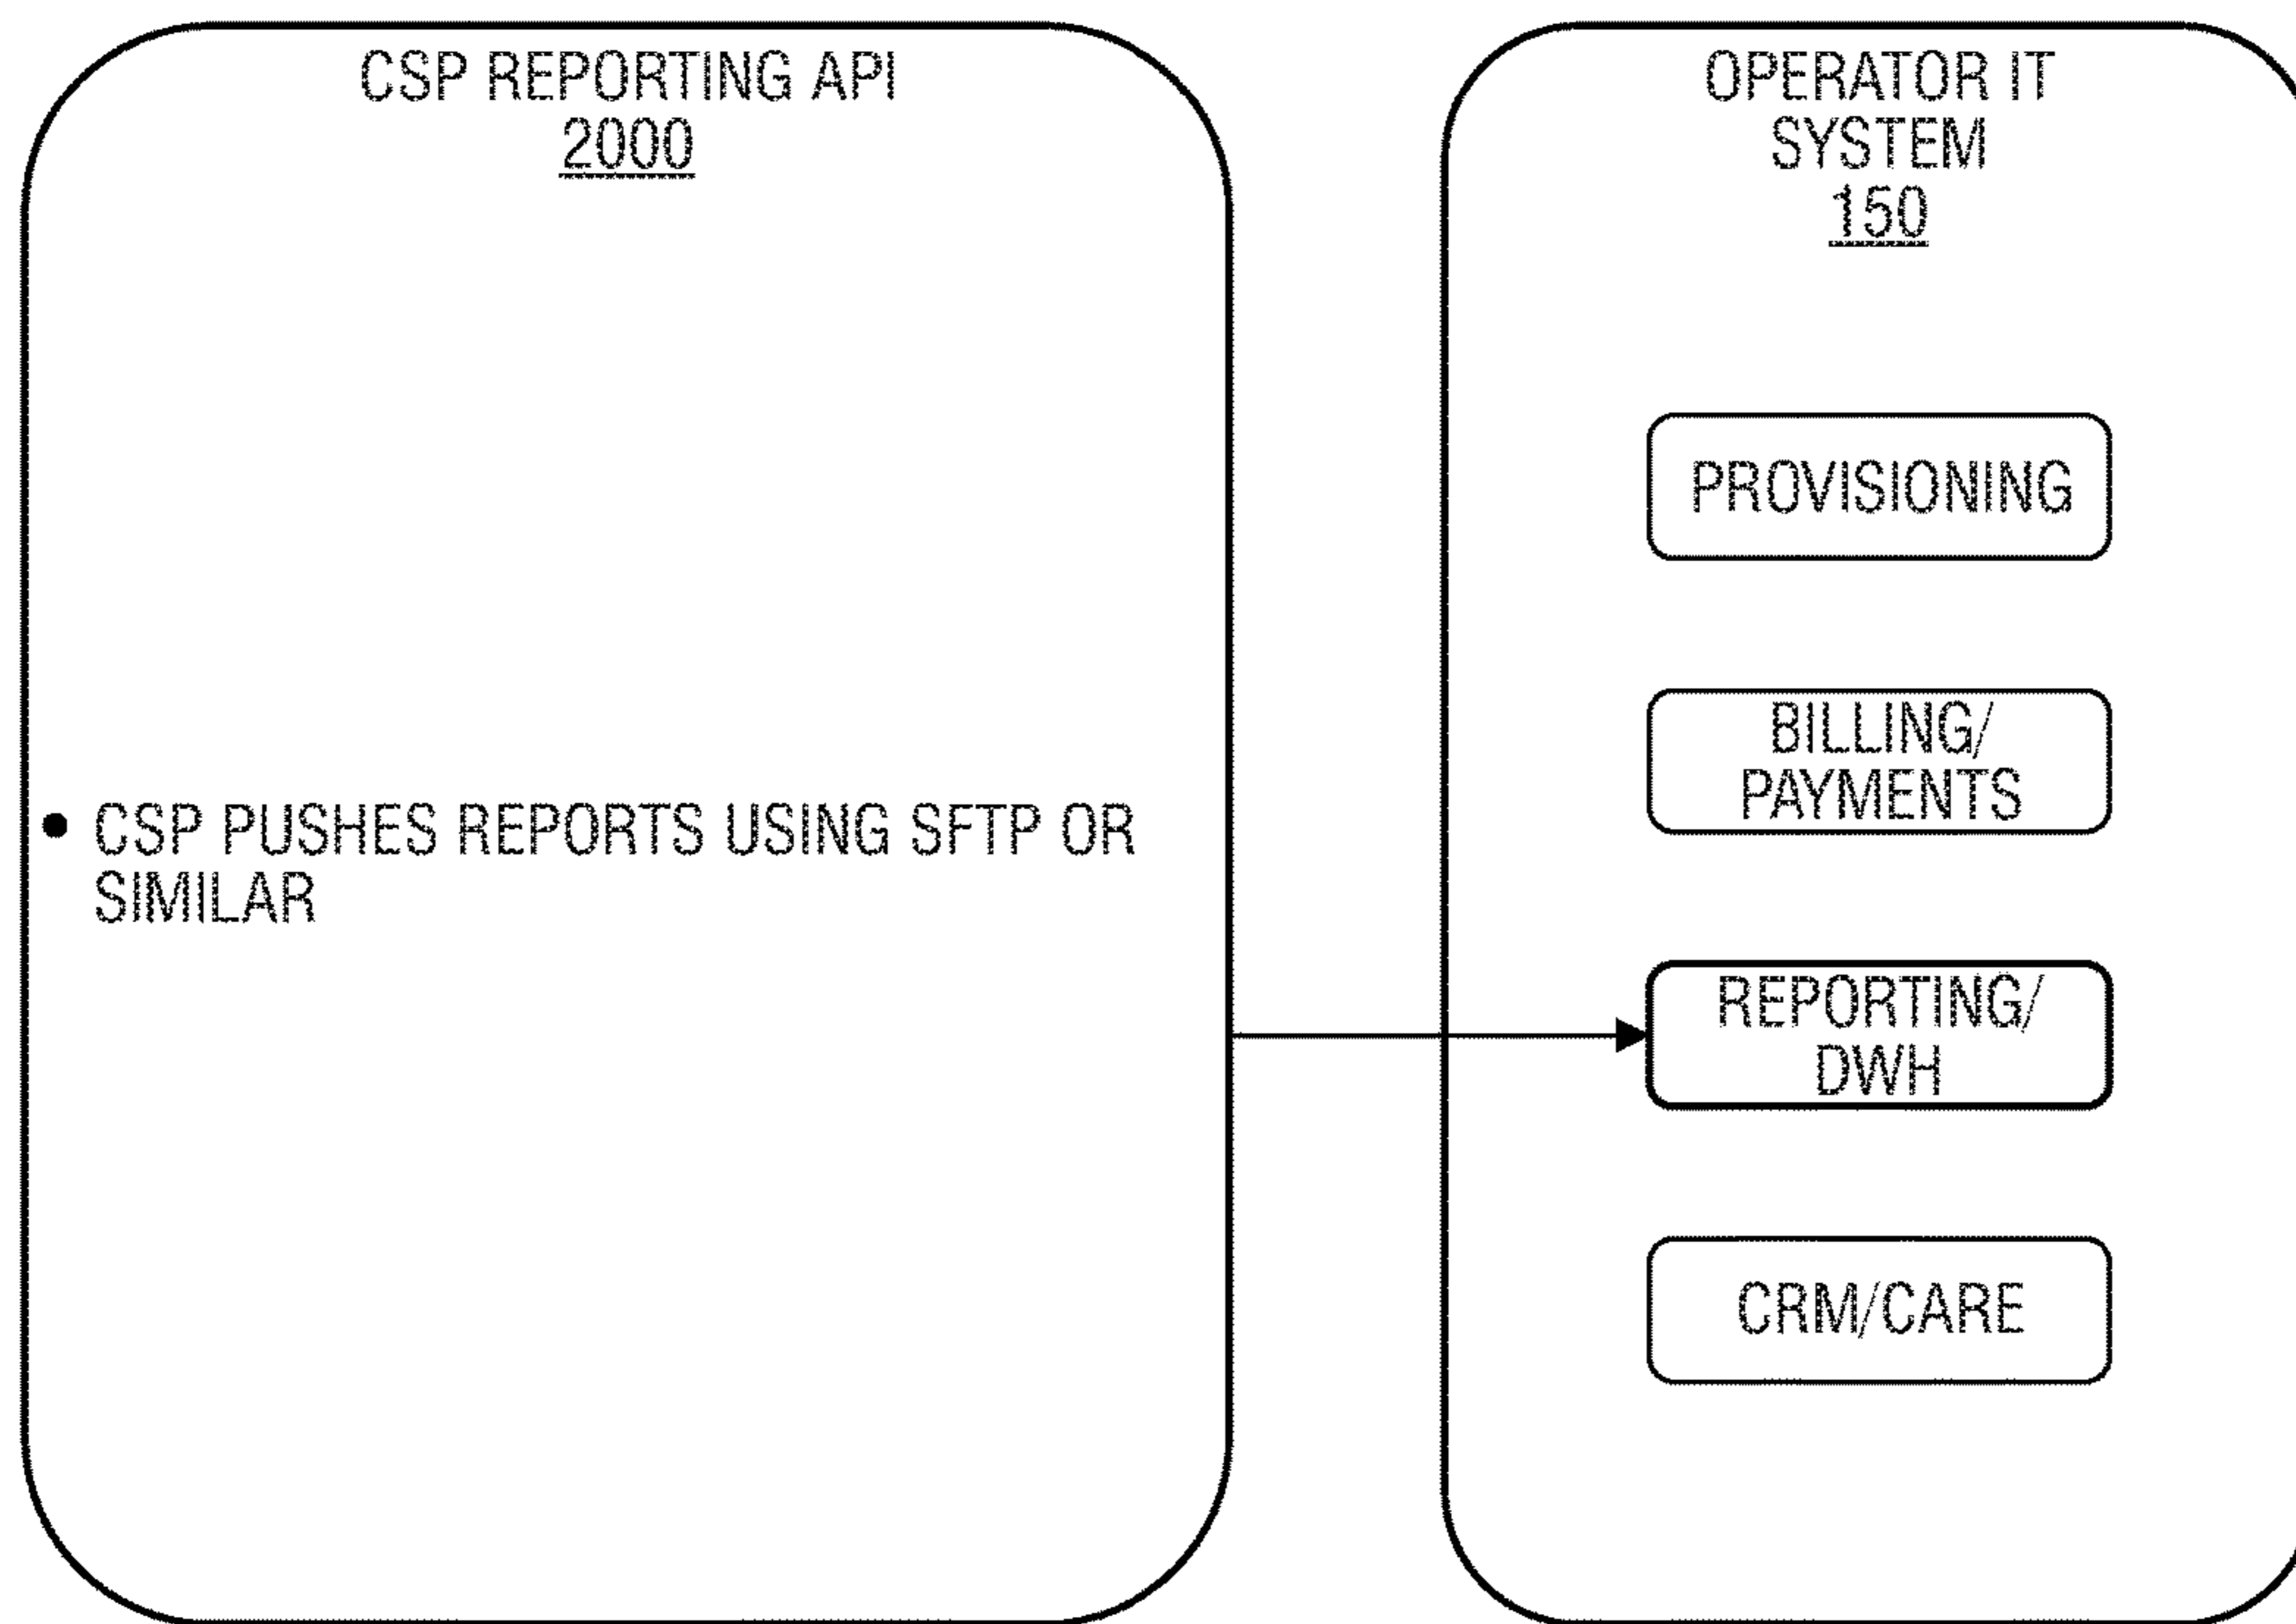 CSP REPORTING API
2000
• CSP PUSHES REPORTS USING SFTP OR
SIMILAR
OPERATOR IT
SYSTEM
150
PROVISIONING
BILLING/
PAYMENTS
REPORTING/
DWH
CRM/CARE